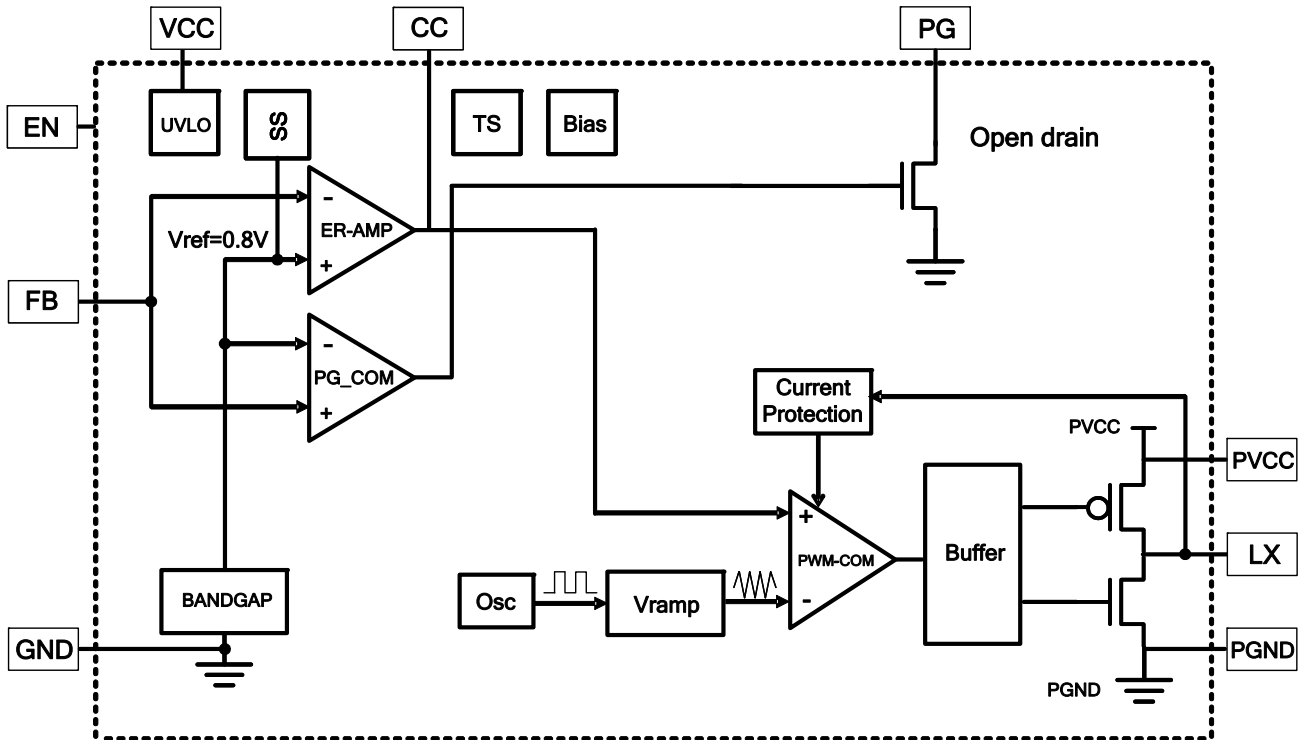 VCC
CC
PG
EN
UVLO
SS
TS
Bias
Open drain
-
ER-AMP
+
Vref=0.8V
FB
-
PG_COM
+
Current
Protection
PVCC
PVCC
+
PWM-COM
-
Buffer
LX
BANDGAP
Osc
Vramp
GND
PGND
PGND